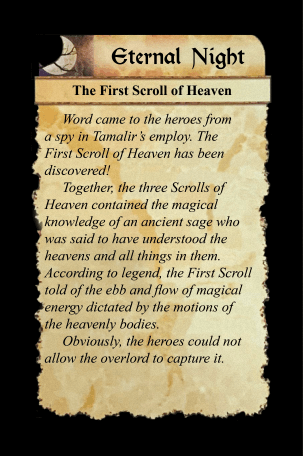 Eternal Night
The First Scroll of Heaven
Word came to the heroes from
a spy in Tamalir's employ. The
First Scroll of Heaven has been
discovered!
Together, the three Scrolls of
Heaven contained the magical
knowledge of an ancient sage who
was said to have understood the
heavens and all things in them.
According to legend, the First Scroll
told of the ebb and flow of magical
energy dictated by the motions of
the heavenly bodies.
Obviously, the heroes could not
allow the overlord to capture it.